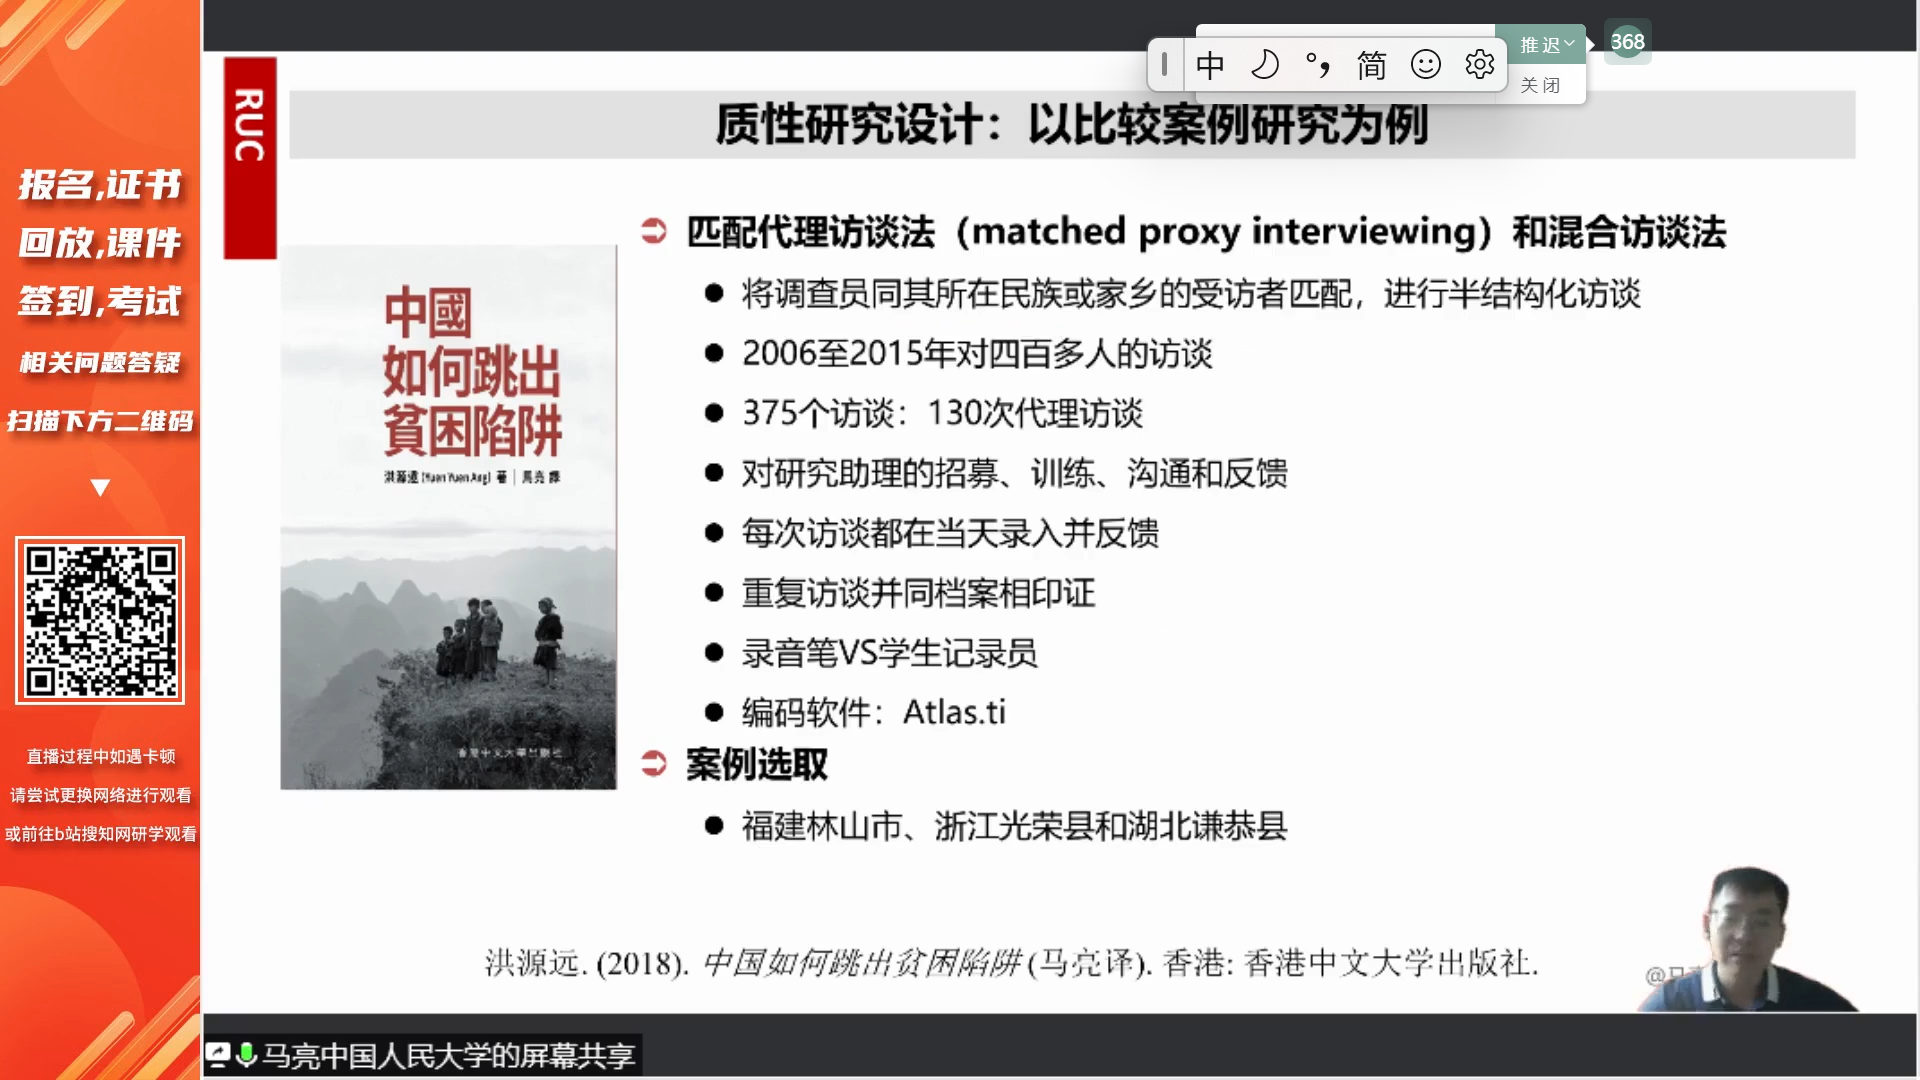 报名,证书
回放,课件
签到,考试
相关问题答疑
扫描下方二维码
直播过程中如遇卡顿
请尝试更换网络进行观看
或前往b站搜知网研学观看
中
简
推迟
关闭
368
RUC
质性研究设计：以比较案例研究为例
中國
如何跳出
貧困陷阱
洪源遠 (Yuen Yuen Ang) 著 | 馬亮 譯
香港中文大學出版社
匹配代理访谈法（matched proxy interviewing）和混合访谈法
将调查员同其所在民族或家乡的受访者匹配，进行半结构化访谈
2006至2015年对四百多人的访谈
375个访谈：130次代理访谈
对研究助理的招募、训练、沟通和反馈
每次访谈都在当天录入并反馈
重复访谈并同档案相印证
录音笔VS学生记录员
编码软件：Atlas.ti
案例选取
福建林山市、浙江光荣县和湖北谦恭县
洪源远. (2018). 中国如何跳出贫困陷阱 (马亮译). 香港: 香港中文大学出版社.
马亮中国人民大学的屏幕共享